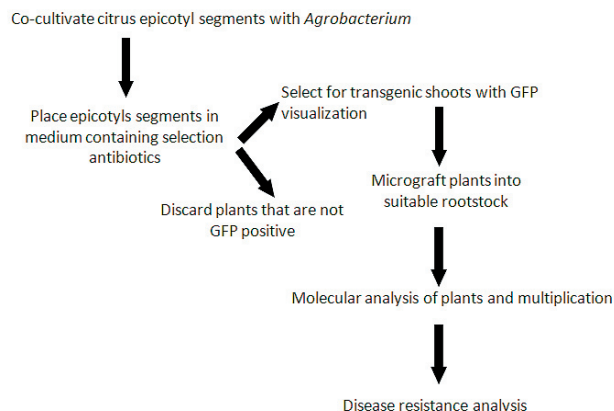 Co-cultivate citrus epicotyl segments with Agrobacterium
Place epicotyls segments in
medium containing selection
antibiotics
Select for transgenic shoots with GFP
visualization
Discard plants that are not
GFP positive
Micrograft plants into
suitable rootstock
Molecular analysis of plants and multiplication
Disease resistance analysis